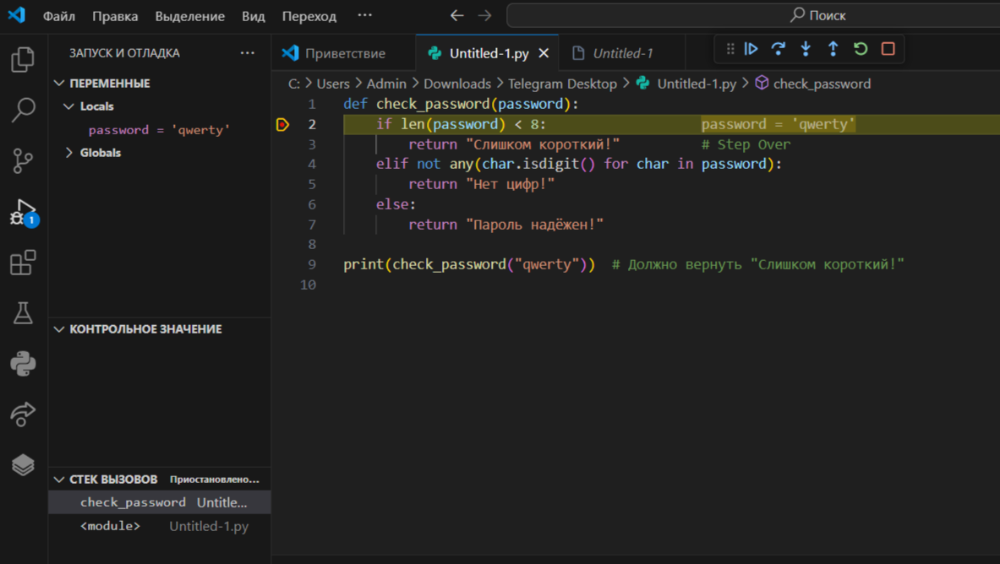 Файл Правка Выделение Вид Переход ··· Поиск
ЗАПУСК И ОТЛАДКА ···
ПЕРЕМЕННЫЕ
Locals
password = 'qwerty'
Globals
КОНТРОЛЬНОЕ ЗНАЧЕНИЕ
СТЕК ВЫЗОВОВ Приостановлено...
check_password Untitle...
<module> Untitled-1.py
1
Приветствие Untitled-1.py Untitled-1
C: > Users > Admin > Downloads > Telegram Desktop > Untitled-1.py > check_password
1 def check_password(password):
2 if len(password) < 8: password = 'qwerty'
3 return "Слишком короткий!" # Step Over
4 elif not any(char.isdigit() for char in password):
5 return "Нет цифр!"
6 else:
7 return "Пароль надёжен!"
8
9 print(check_password("qwerty")) # Должно вернуть "Слишком короткий!"
10